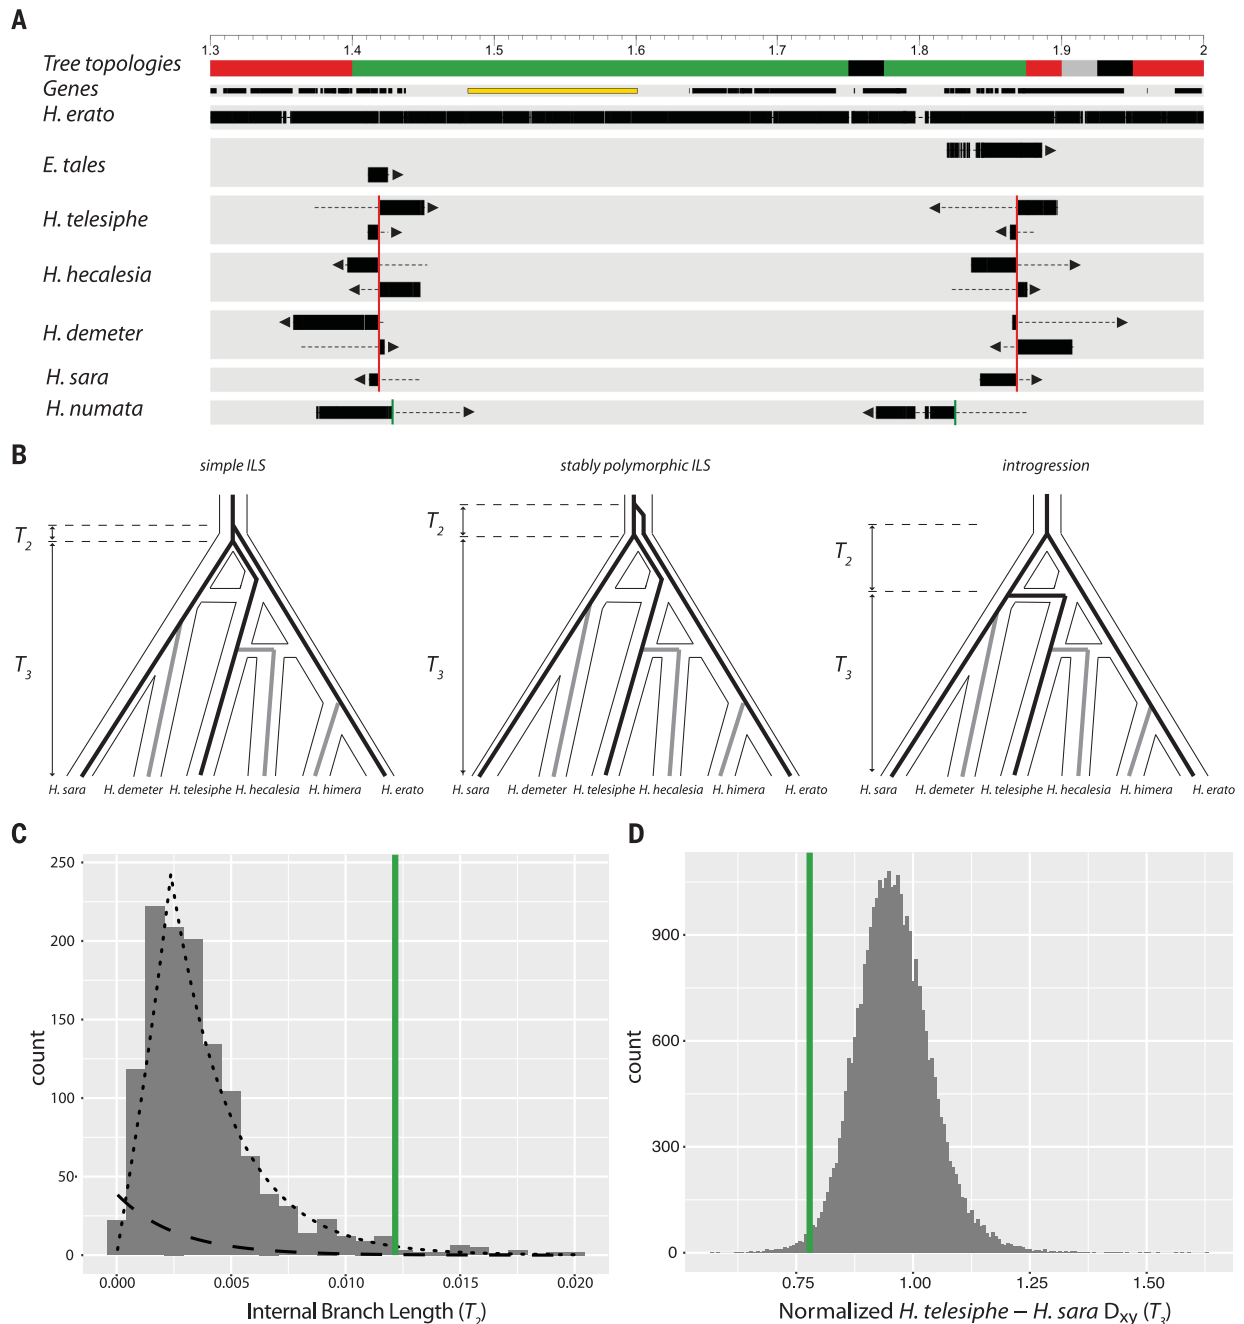 A
1.3 1.4 1.5 1.6 1.7 1.8 1.9 2
Tree topologies
Genes
H. erato
E. tales
H. telesiphe
H. hecalesia
H. demeter
H. sara
H. numata
B
simple ILS
stably polymorphic ILS
introgression
T2
T3
H. sara H. demeter H. telesiphe H. hecalesia H. himera H. erato
T2
T3
H. sara H. demeter H. telesiphe H. hecalesia H. himera H. erato
T2
T3
H. sara H. demeter H. telesiphe H. hecalesia H. himera H. erato
C
250
200
150
100
50
0
count
0.000 0.005 0.010 0.015 0.020
Internal Branch Length (T2)
D
900
600
300
0
count
0.75 1.00 1.25 1.50
Normalized H. telesiphe – H. sara Dxy (T3)